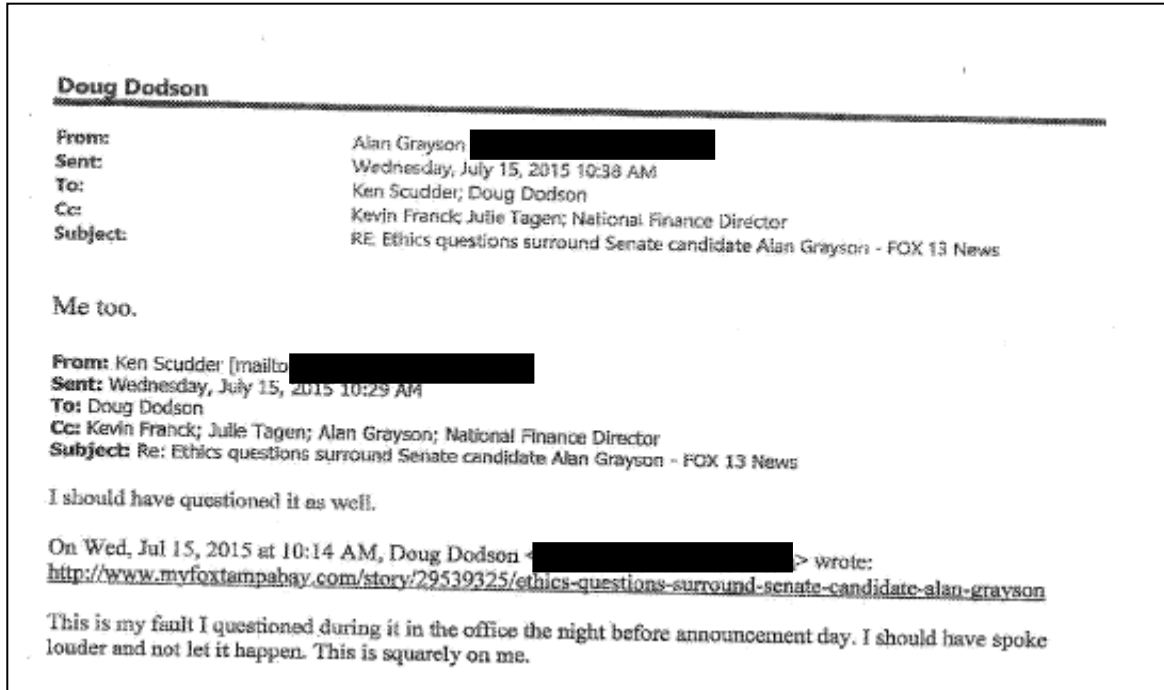 Doug Dodson
From: Alan Grayson
Sent: Wednesday, July 15, 2015 10:38 AM
To: Ken Scudder; Doug Dodson
Cc: Kevin Franck; Julie Tagen; National Finance Director
Subject: RE: Ethics questions surround Senate candidate Alan Grayson - FOX 13 News
Me too.
From: Ken Scudder [mailto
Sent: Wednesday, July 15, 2015 10:29 AM
To: Doug Dodson
Cc: Kevin Franck; Julie Tagen; Alan Grayson; National Finance Director
Subject: Re: Ethics questions surround Senate candidate Alan Grayson - FOX 13 News
I should have questioned it as well.
On Wed, Jul 15, 2015 at 10:14 AM, Doug Dodson < > wrote:
http://www.myfoxtampabay.com/story/29539325/ethics-questions-surround-senate-candidate-alan-grayson
This is my fault I questioned during it in the office the night before announcement day. I should have spoke
louder and not let it happen. This is squarely on me.